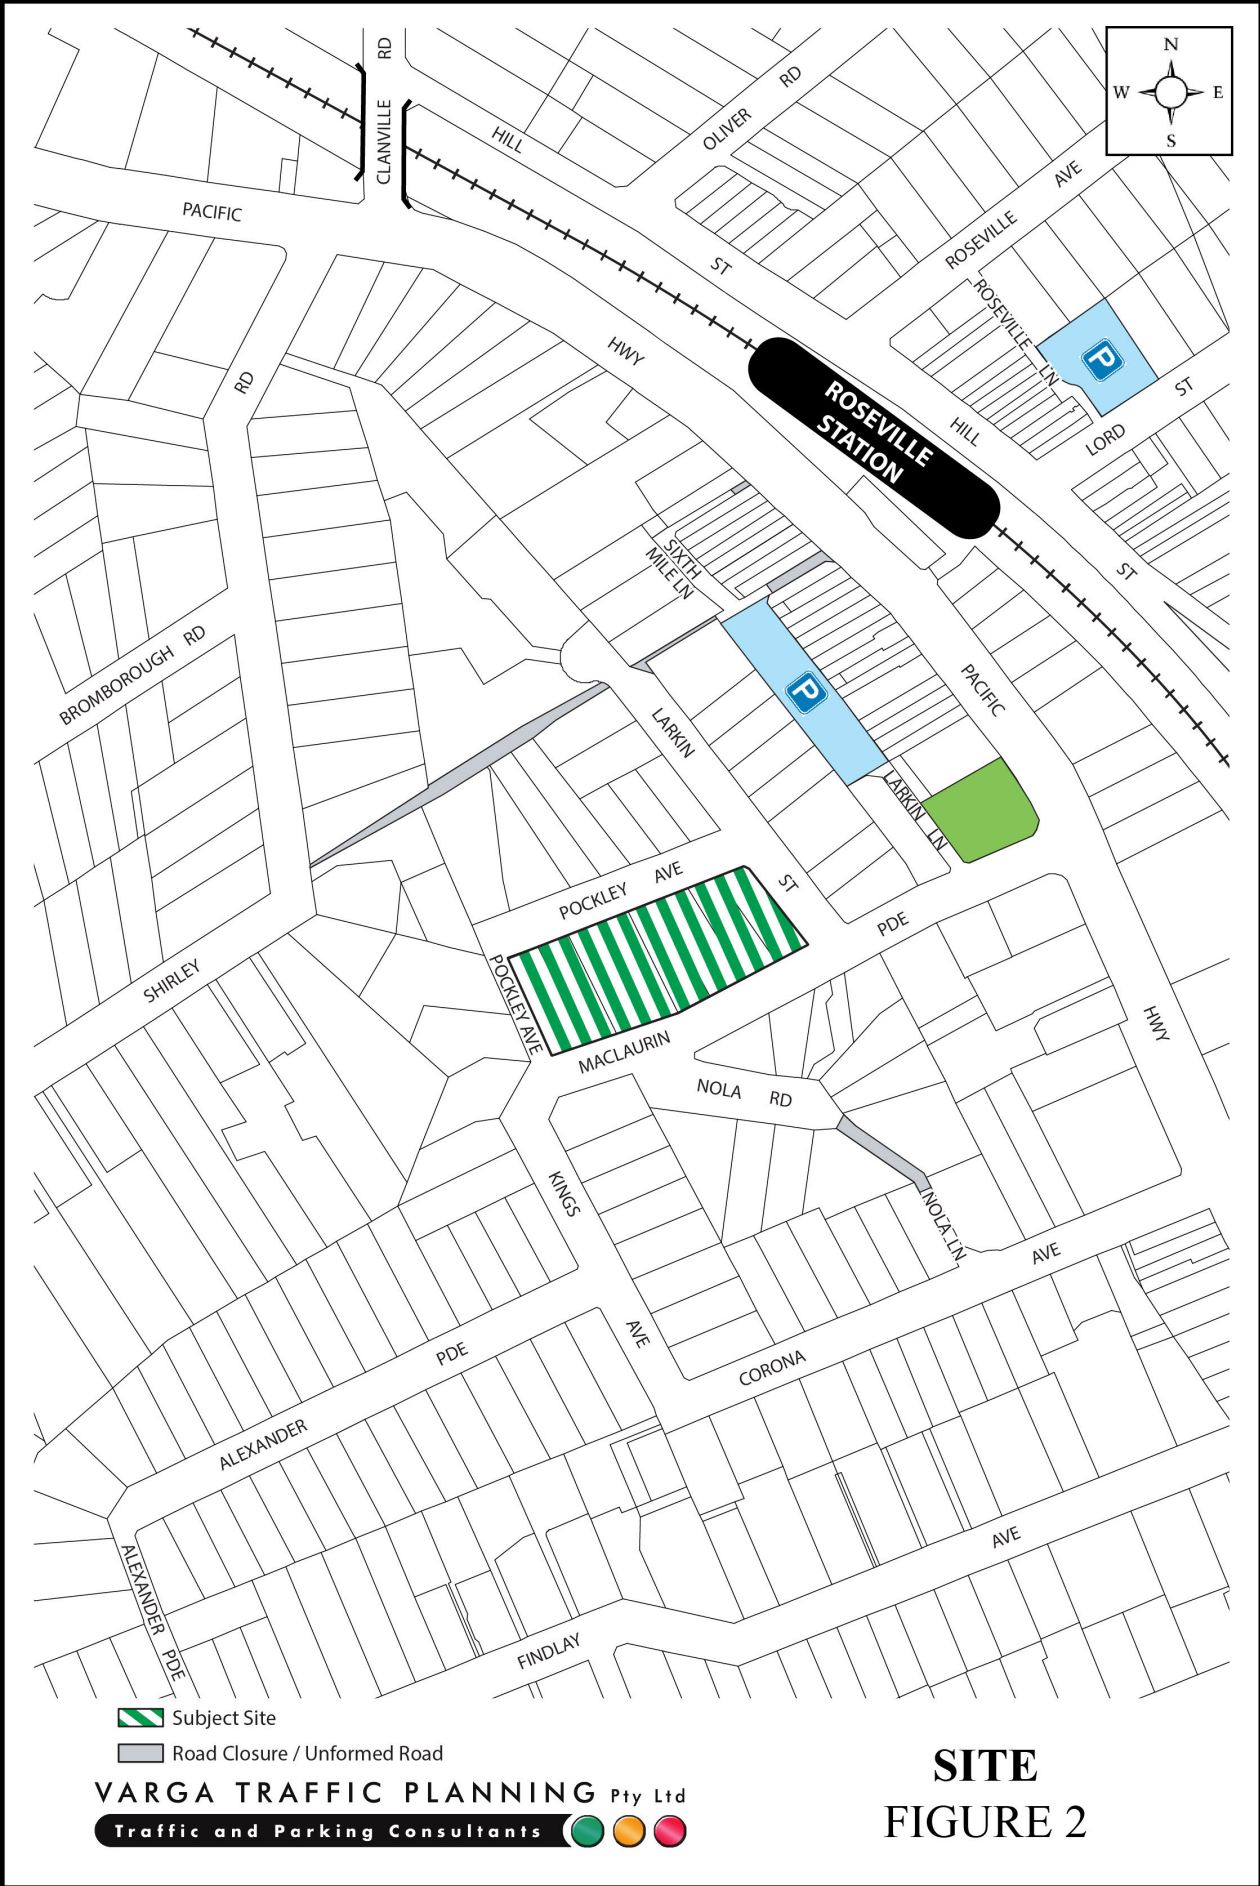 N
W E
S
RD
CLANVILLE
HILL
OLIVER RD
PACIFIC
ST
ROSEVILLE AVE
ROSEVILLE LN
P
HWY
RD
ROSEVILLE
STATION
HILL
LORD ST
SIXTH
MILE LN
ST
BROMBOROUGH RD
P
PACIFIC
LARKIN
LARKIN LN
POCKLEY AVE
ST
PDE
SHIRLEY
POCKLEY AVE
MACLAURIN
HWY
NOLA RD
KINGS
NOLA LN
AVE
AVE
PDE
CORONA
ALEXANDER
AVE
ALEXANDER PDE
FINDLAY
Subject Site
Road Closure / Unformed Road
VARGA TRAFFIC PLANNING Pty Ltd
Traffic and Parking Consultants
SITE
FIGURE 2